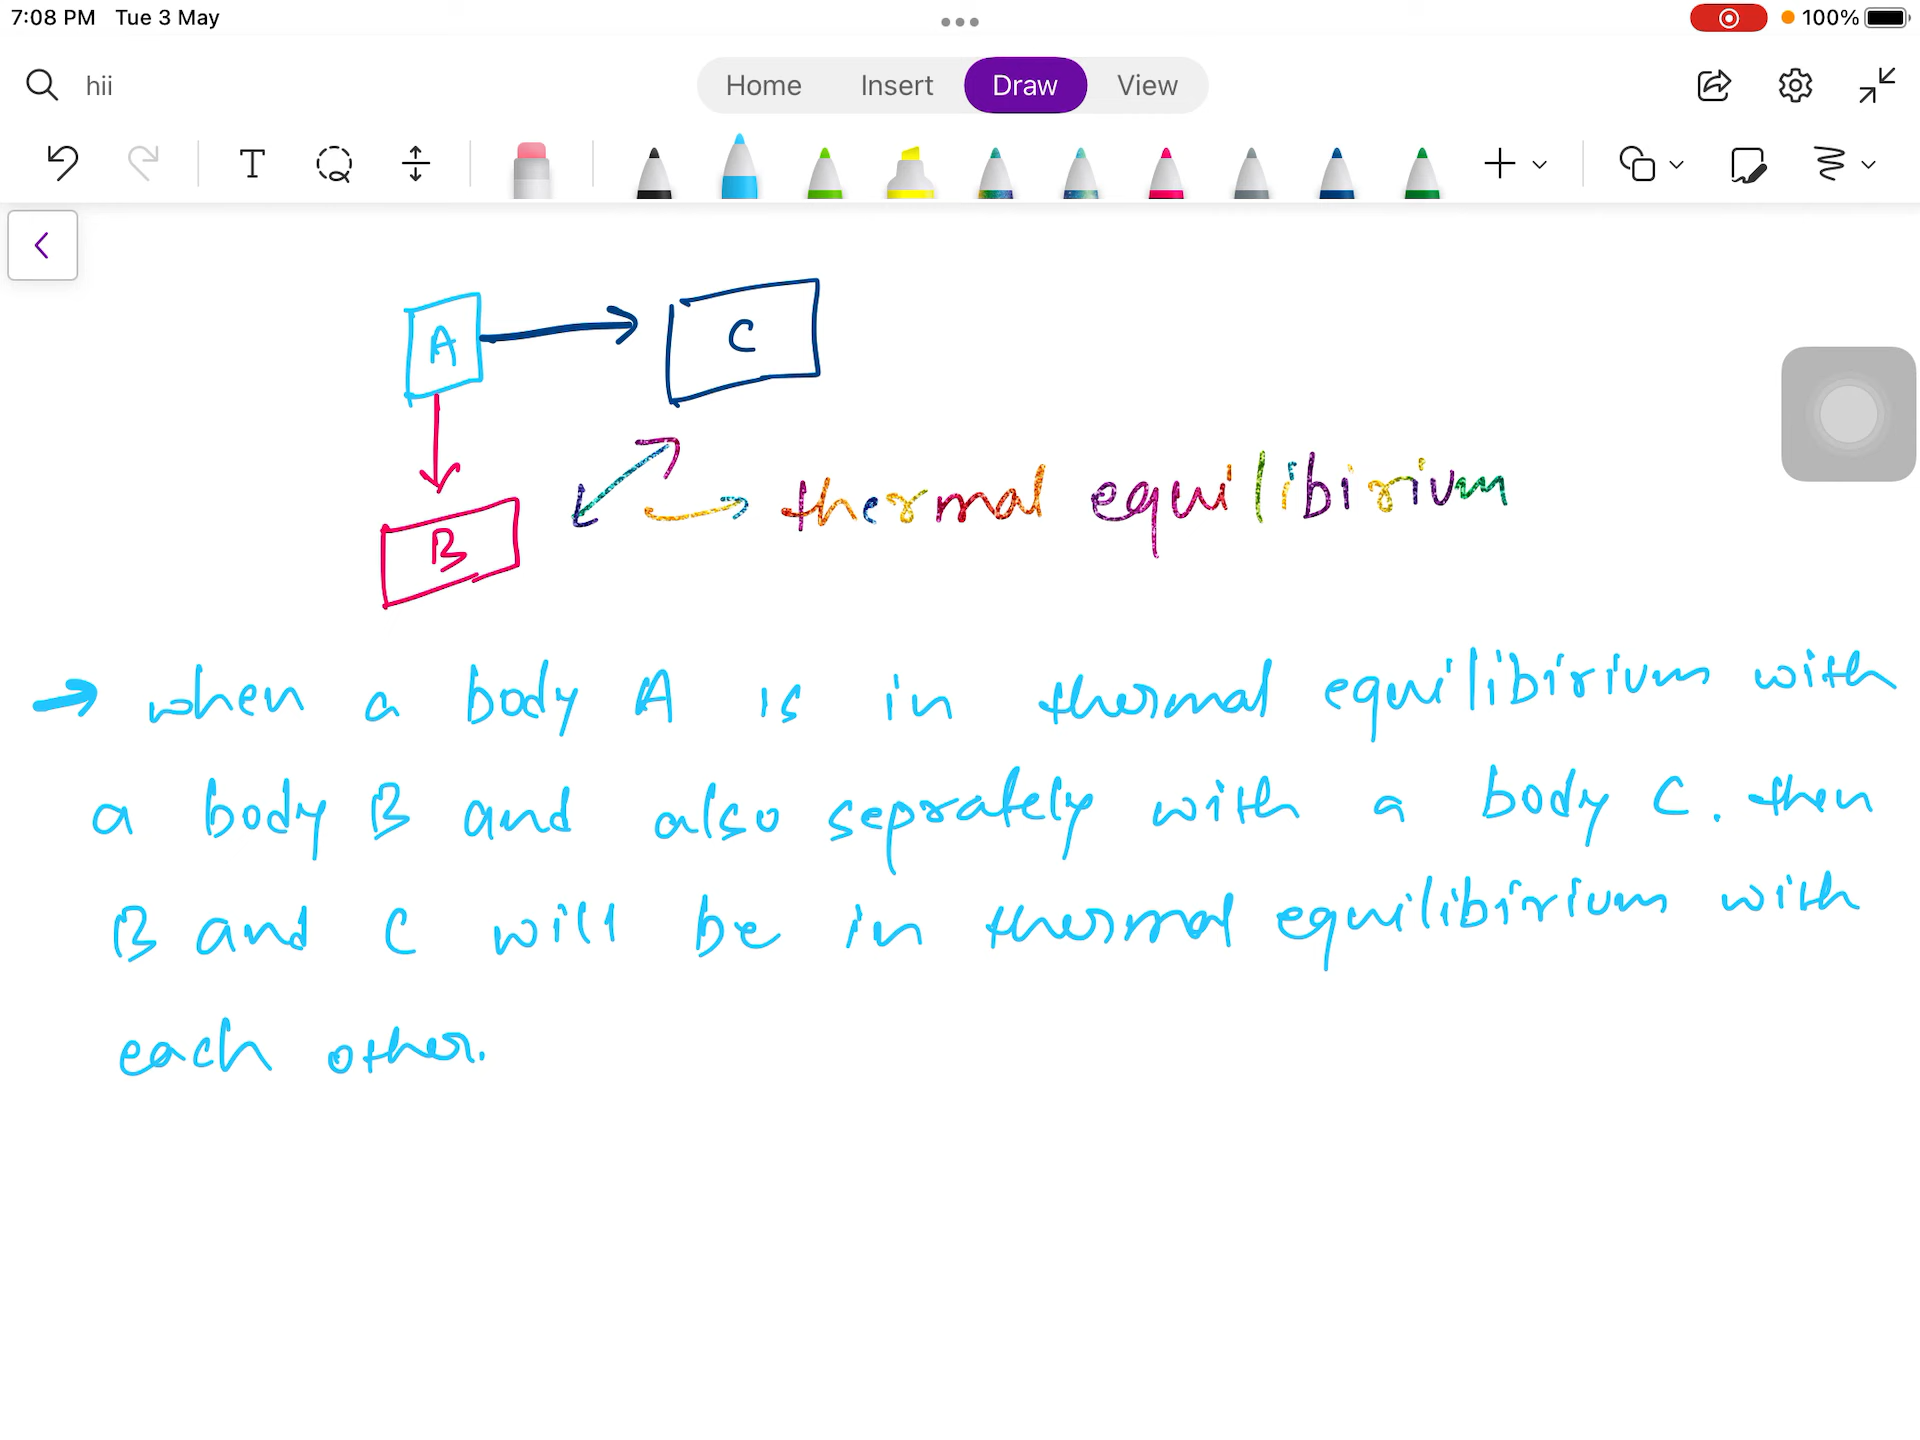 7:08 PM Tue 3 May
100%
hii
Home Insert Draw View
T
A
C
thermal equilibirium
B
→ when a body A is in thermal equilibirium with
a body B and also seprately with a body C. then
B and C will be in thermal equilibirium with
each other.